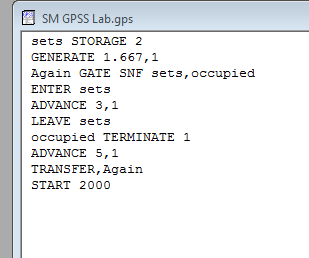 SM GPSS Lab.gps
sets STORAGE 2
GENERATE 1.667,1
Again GATE SNF sets,occupied
ENTER sets
ADVANCE 3,1
LEAVE sets
occupied TERMINATE 1
ADVANCE 5,1
TRANSFER,Again
START 2000